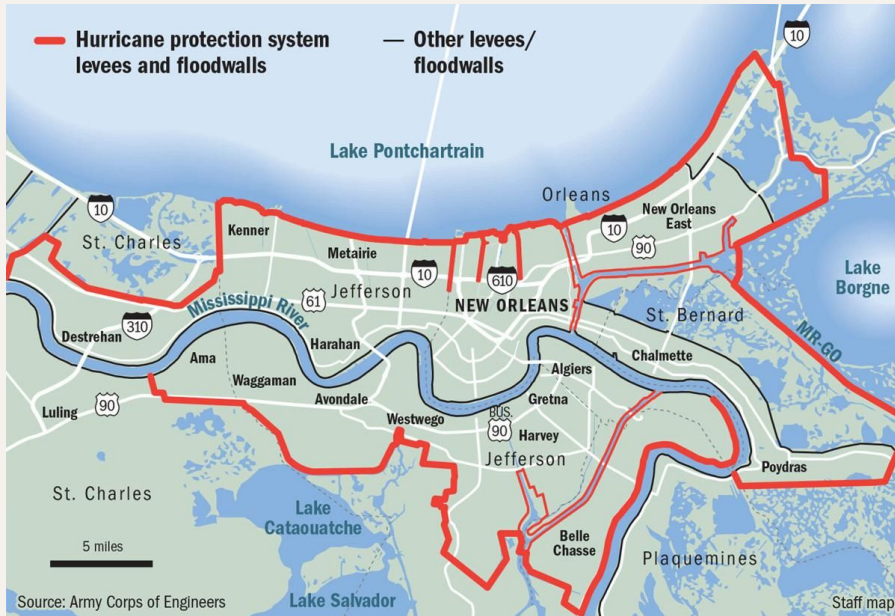 Hurricane protection system
levees and floodwalls
Other levees/
floodwalls
10
Lake Pontchartrain
Orleans
10
St. Charles
Kenner
Metairie
10
New Orleans
East
90
10
610
Jefferson
61
NEW ORLEANS
Lake
Borgne
Mississippi River
310
St. Bernard
MR-GO
Destrehan
Harahan
Ama
Chalmette
Waggaman
Algiers
Avondale
Gretna
Luling
90
Westwego
BUS.
90
Harvey
Jefferson
Poydras
St. Charles
Lake
Cataouatche
Belle
Chasse
Plaquemines
5 miles
Lake Salvador
Source: Army Corps of Engineers
Staff map